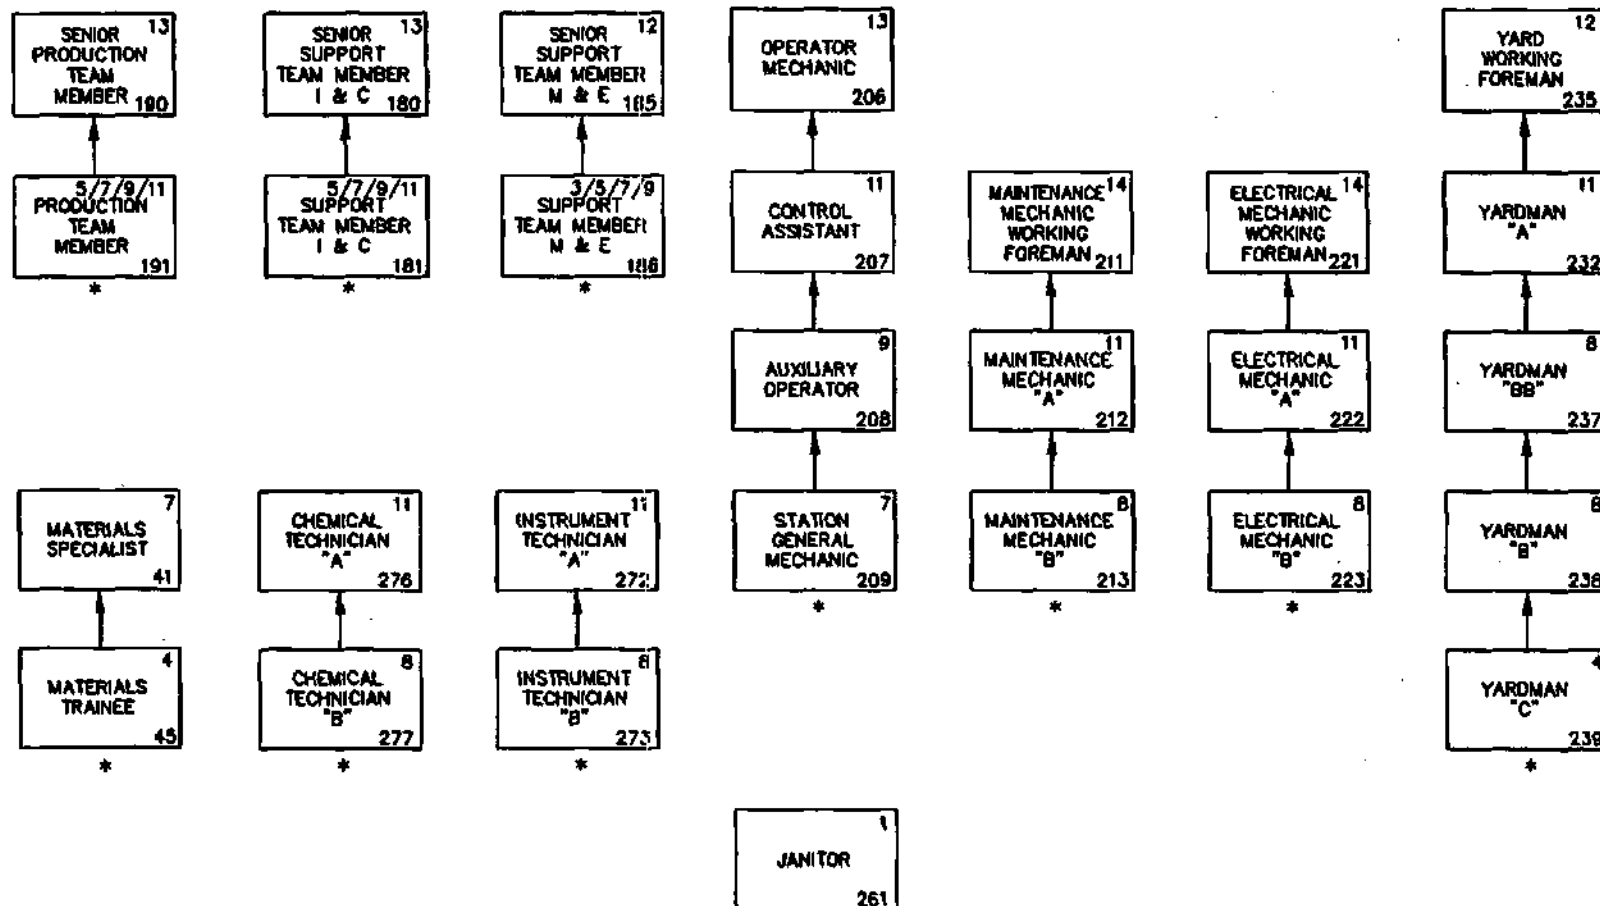 13
SENIOR
PRODUCTION
TEAM
MEMBER
190
5/7/9/11
PRODUCTION
TEAM
MEMBER
191
*
13
SENIOR
SUPPORT
TEAM MEMBER
I & C
180
5/7/9/11
SUPPORT
TEAM MEMBER
I & C
181
*
12
SENIOR
SUPPORT
TEAM MEMBER
M & E
185
3/5/7/9
SUPPORT
TEAM MEMBER
M & E
186
*
13
OPERATOR
MECHANIC
206
11
CONTROL
ASSISTANT
207
9
AUXILIARY
OPERATOR
208
7
STATION
GENERAL
MECHANIC
209
*
14
MAINTENANCE
MECHANIC
WORKING
FOREMAN
211
11
MAINTENANCE
MECHANIC
"A"
212
8
MAINTENANCE
MECHANIC
"B"
213
*
14
ELECTRICAL
MECHANIC
WORKING
FOREMAN
221
11
ELECTRICAL
MECHANIC
"A"
222
8
ELECTRICAL
MECHANIC
"B"
223
*
12
YARD
WORKING
FOREMAN
235
11
YARDMAN
"A"
232
8
YARDMAN
"BB"
237
YARDMAN
"B"
238
4
YARDMAN
"C"
239
*
7
MATERIALS
SPECIALIST
41
4
MATERIALS
TRAINEE
45
*
11
CHEMICAL
TECHNICIAN
"A"
276
8
CHEMICAL
TECHNICIAN
"B"
277
*
11
INSTRUMENT
TECHNICIAN
"A"
272
8
INSTRUMENT
TECHNICIAN
"B"
273
*
1
JANITOR
261